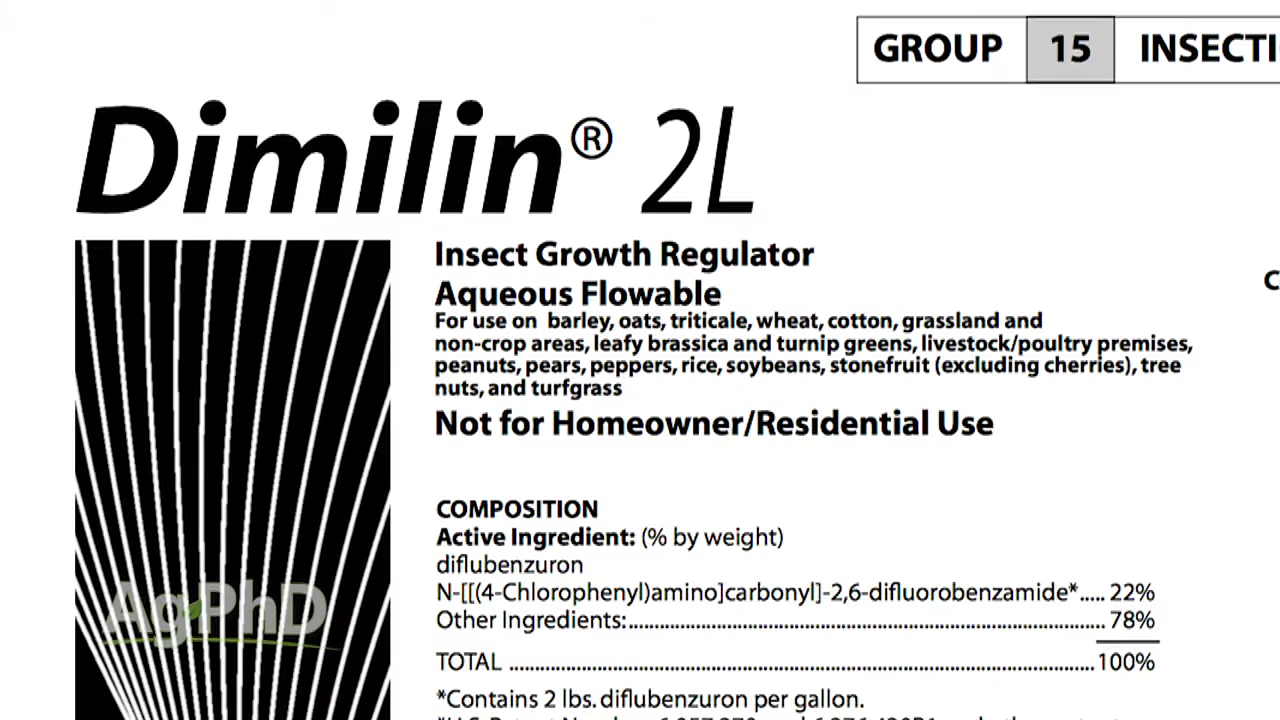 GROUP 15
Dimilin® 2L
Insect Growth Regulator
Aqueous Flowable
For use on barley, oats, triticale, wheat, cotton, grassland and
non-crop areas, leafy brassica and turnip greens, livestock/poultry premises,
peanuts, pears, peppers, rice, soybeans, stonefruit (excluding cherries), tree
nuts, and turfgrass
Not for Homeowner/Residential Use
COMPOSITION
Active Ingredient: (% by weight)
diflubenzuron
N-[[(4-Chlorophenyl)amino]carbonyl]-2,6-difluorobenzamide*..... 22%
Other Ingredients:.......................................................................................... 78%
TOTAL ...................................................................................................................100%
*Contains 2 lbs. diflubenzuron per gallon.
AgPhD